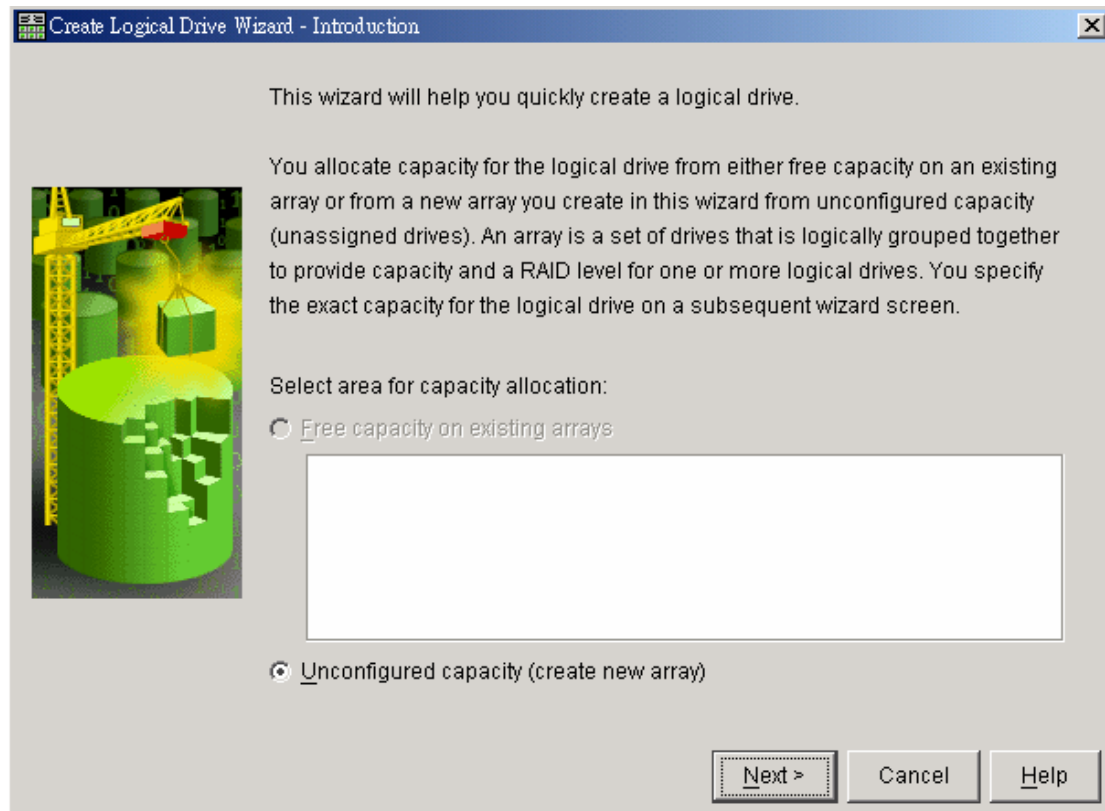 Create Logical Drive Wizard - Introduction
This wizard will help you quickly create a logical drive.
You allocate capacity for the logical drive from either free capacity on an existing
array or from a new array you create in this wizard from unconfigured capacity
(unassigned drives). An array is a set of drives that is logically grouped together
to provide capacity and a RAID level for one or more logical drives. You specify
the exact capacity for the logical drive on a subsequent wizard screen.
Select area for capacity allocation:
Free capacity on existing arrays
Unconfigured capacity (create new array)
Next > Cancel Help